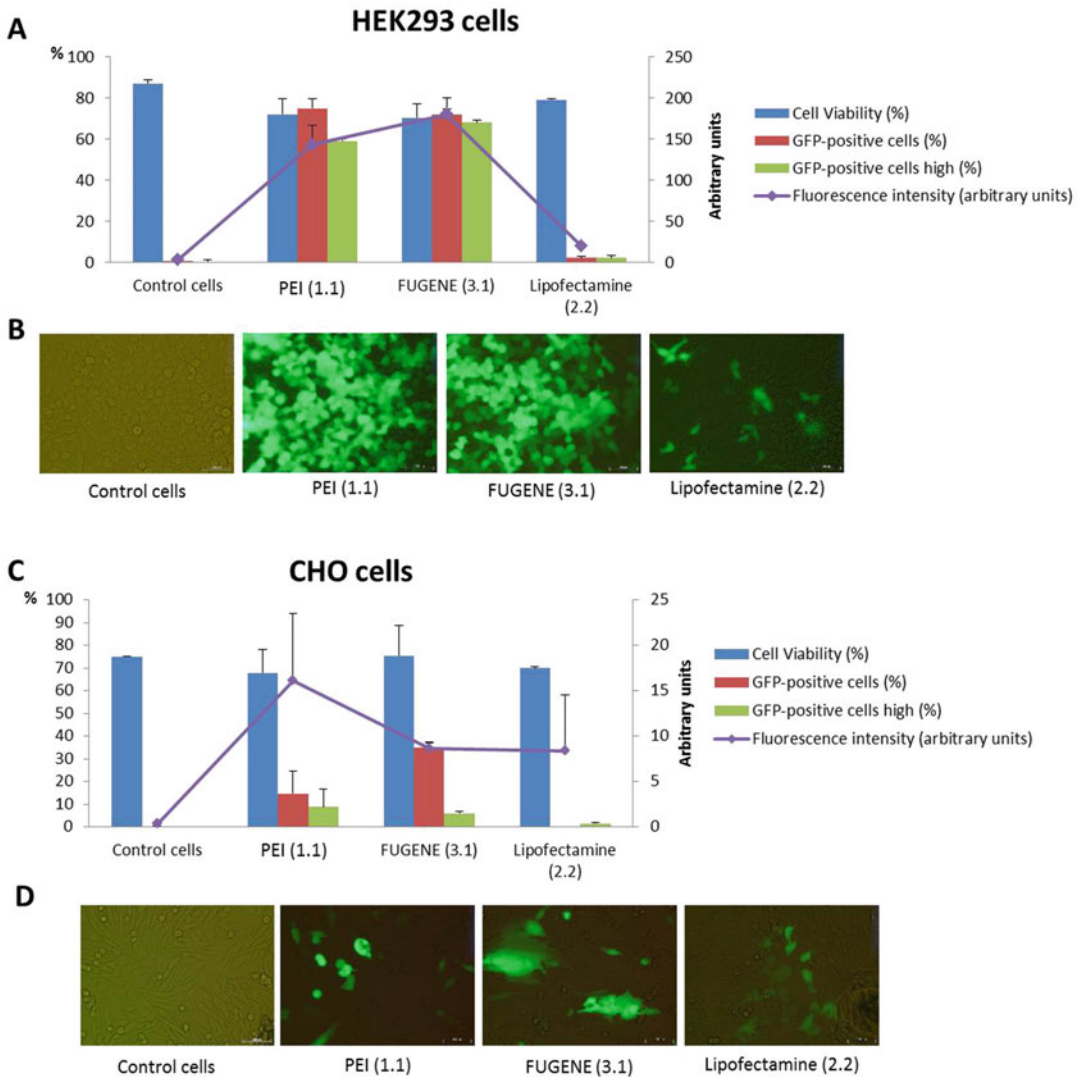 A
HEK293 cells
%
100
80
60
40
20
0
250
200
150
100
50
0
Arbitrary units
Control cells
PEI (1.1)
FUGENE (3.1)
Lipofectamine
(2.2)
Cell Viability (%)
GFP-positive cells (%)
GFP-positive cells high (%)
Fluorescence intensity (arbitrary units)
B
Control cells
PEI (1.1)
FUGENE (3.1)
Lipofectamine (2.2)
C
CHO cells
%
100
90
80
70
60
50
40
30
20
10
0
25
20
15
10
5
0
Arbitrary units
Control cells
PEI (1.1)
FUGENE (3.1)
Lipofectamine
(2.2)
Cell Viability (%)
GFP-positive cells (%)
GFP-positive cells high (%)
Fluorescence intensity (arbitrary units)
D
Control cells
PEI (1.1)
FUGENE (3.1)
Lipofectamine (2.2)